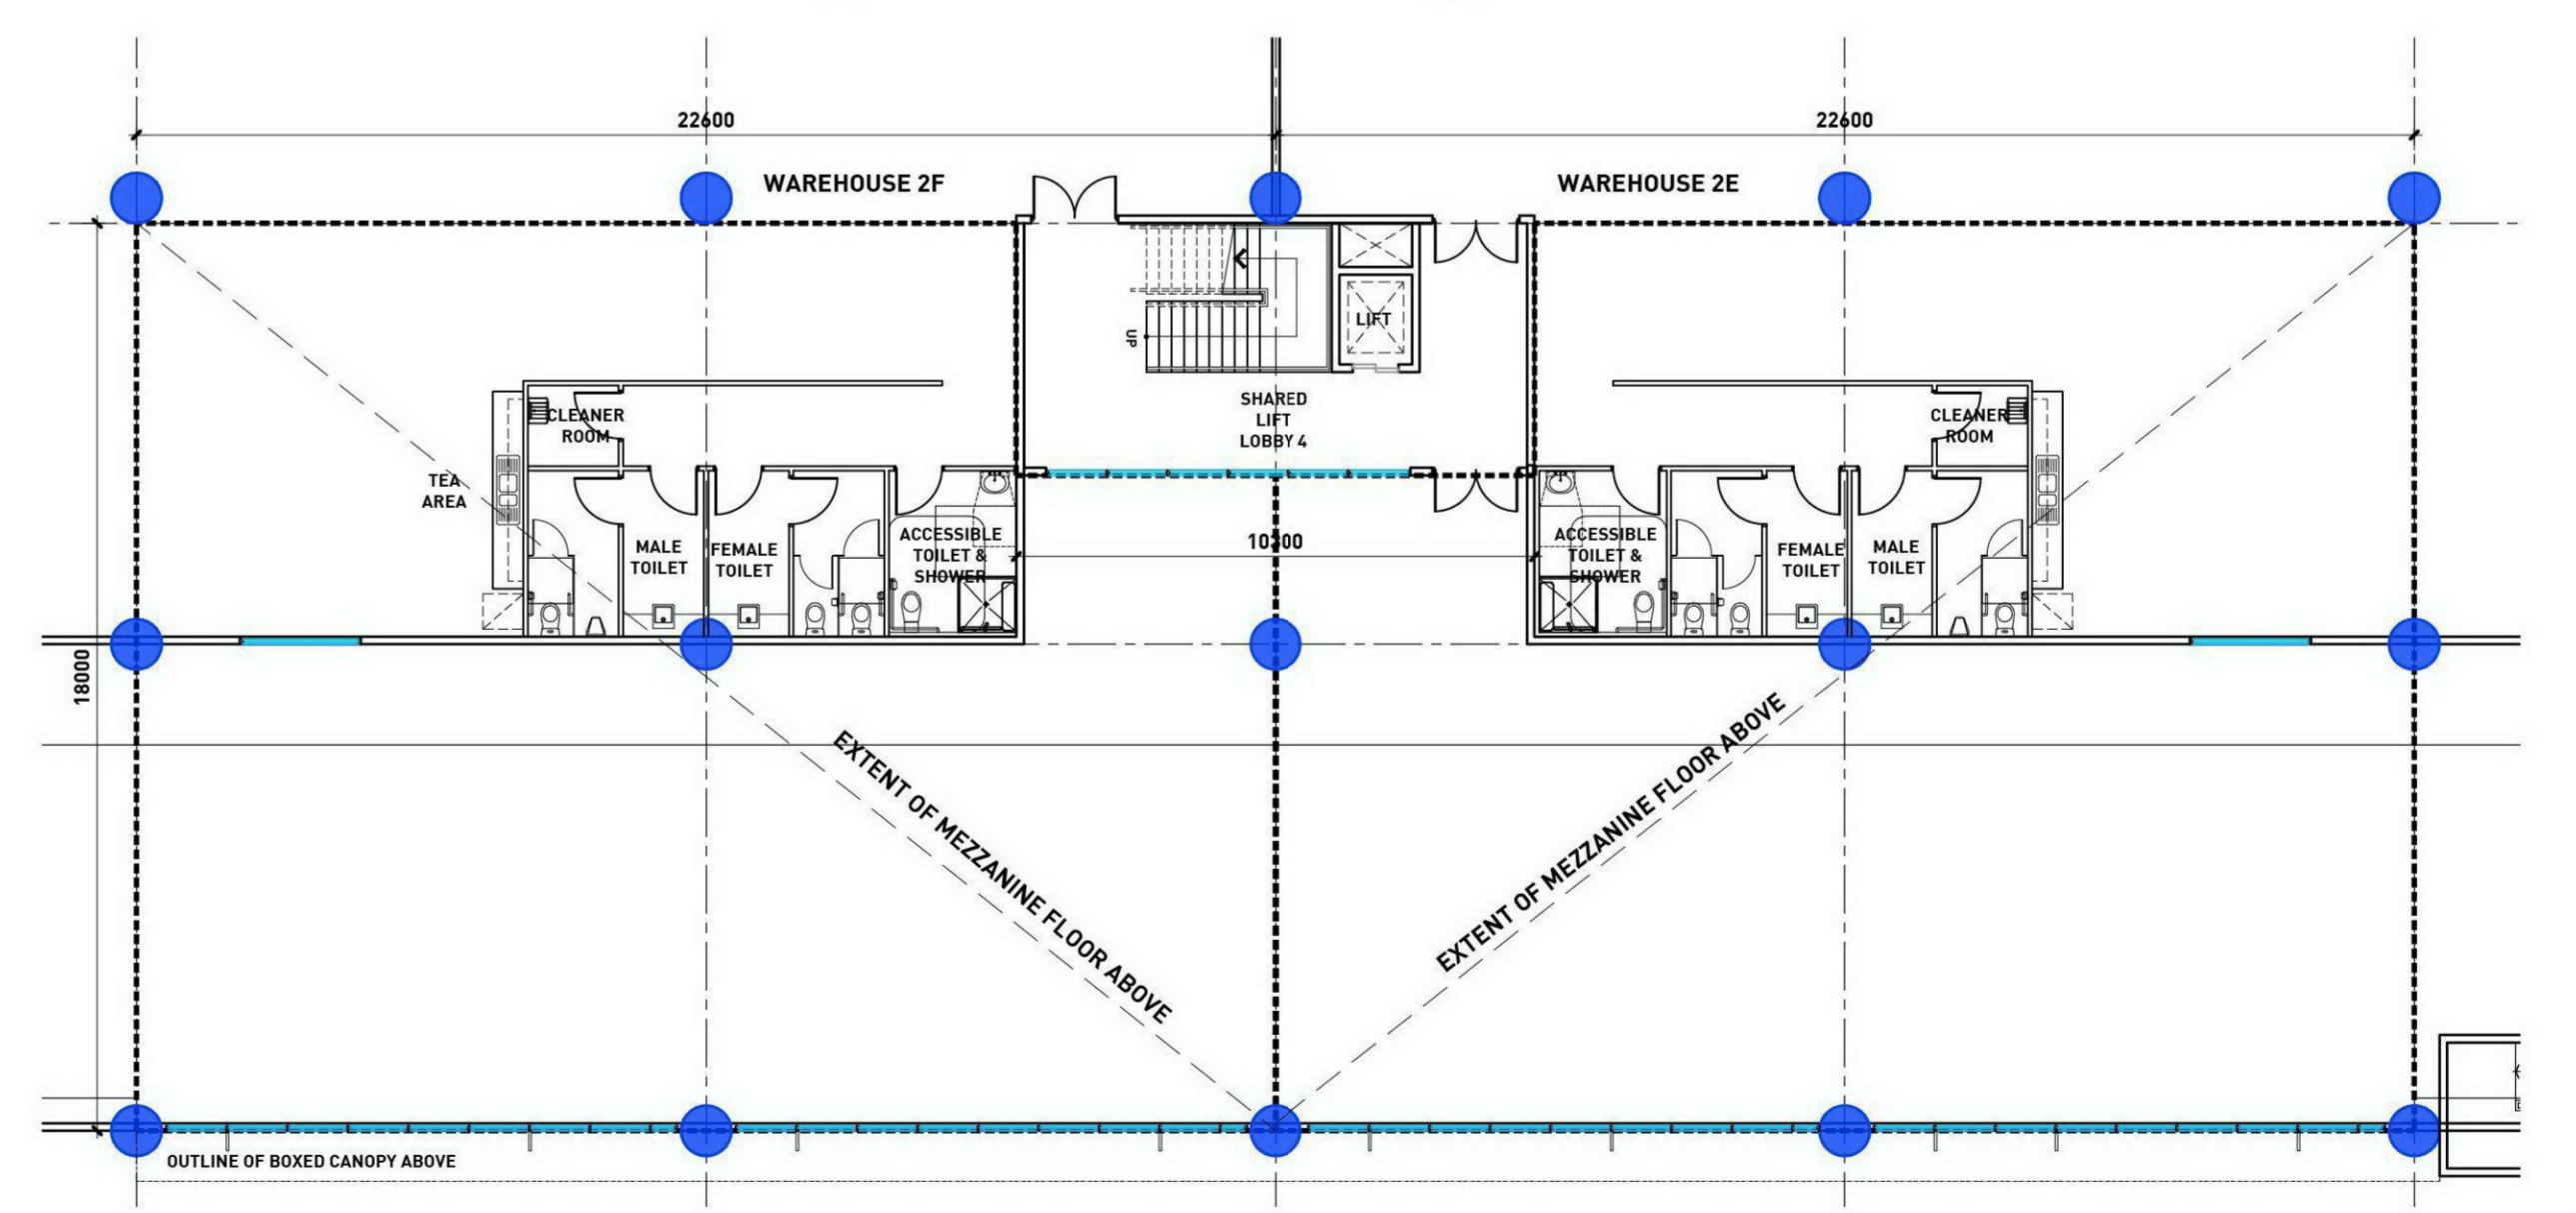 22600
22600
WAREHOUSE 2F
WAREHOUSE 2E
LIFT
UP
SHARED
LIFT
LOBBY 4
CLEANER
ROOM
CLEANER
ROOM
TEA
AREA
MALE
TOILET
FEMALE
TOILET
ACCESSIBLE
TOILET &
SHOWER
ACCESSIBLE
TOILET &
SHOWER
FEMALE
TOILET
MALE
TOILET
18000
EXTENT OF MEZZANINE FLOOR ABOVE
EXTENT OF MEZZANINE FLOOR ABOVE
OUTLINE OF BOXED CANOPY ABOVE